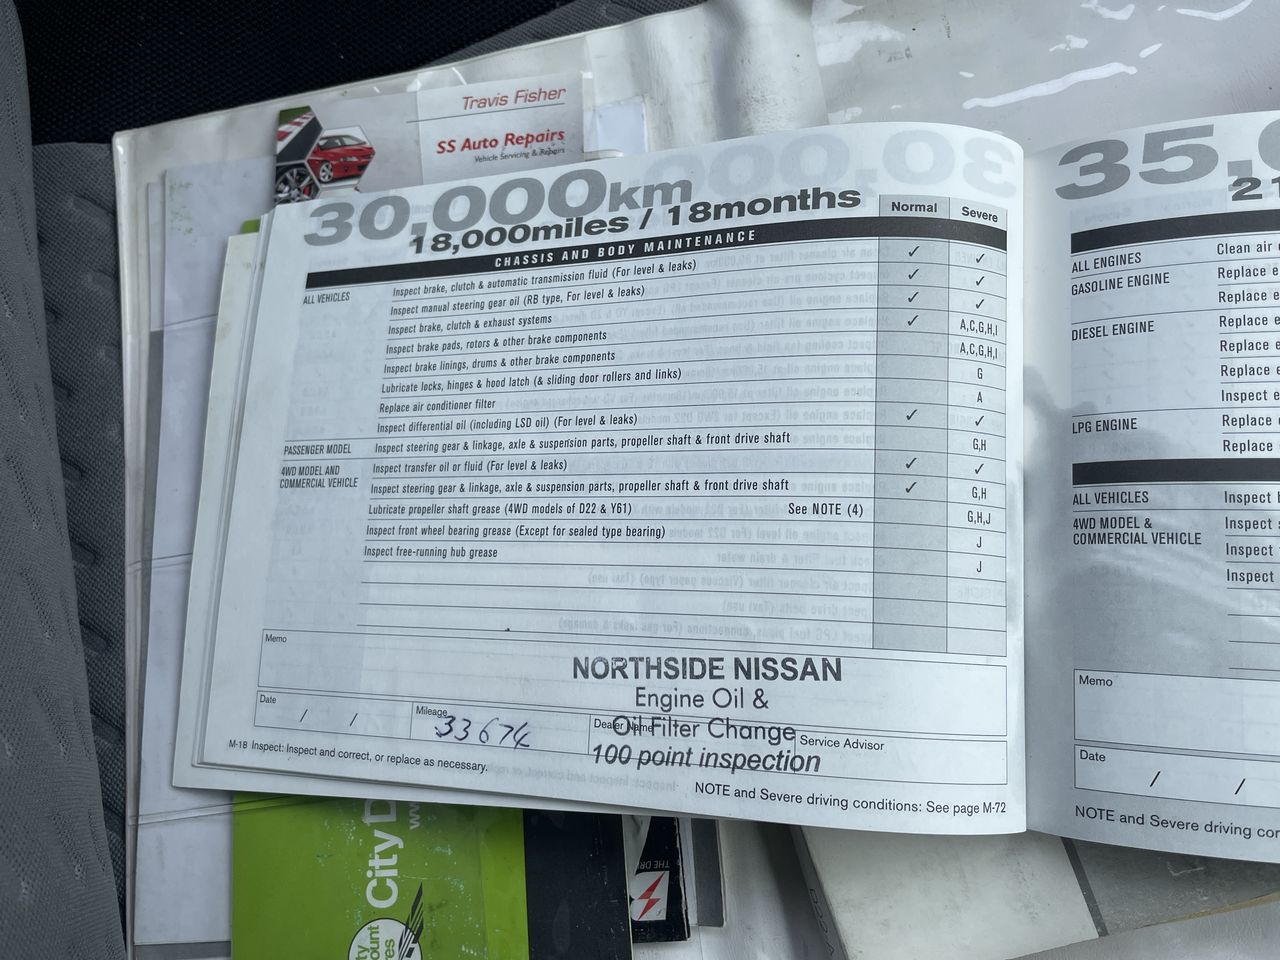 Travis Fisher
SS Auto Repairs
Vehicle Servicing & Repairs
30,000km
18,000miles / 18months
Normal Severe
CHASSIS AND BODY MAINTENANCE
ALL VEHICLES Inspect brake, clutch & automatic transmission fluid (For level & leaks) ✓ ✓
Inspect manual steering gear oil (RB type, For level & leaks) ✓ ✓
Inspect brake, clutch & exhaust systems ✓ ✓
Inspect brake pads, rotors & other brake components ✓ A,C,G,H,I
Inspect brake linings, drums & other brake components A,C,G,H,I
Lubricate locks, hinges & hood latch (& sliding door rollers and links) G
Replace air conditioner filter A
Inspect differential oil (including LSD oil) (For level & leaks) ✓ ✓
PASSENGER MODEL Inspect steering gear & linkage, axle & suspension parts, propeller shaft & front drive shaft G,H
4WD MODEL AND COMMERCIAL VEHICLE Inspect transfer oil or fluid (For level & leaks) ✓ ✓
Inspect steering gear & linkage, axle & suspension parts, propeller shaft & front drive shaft ✓ G,H
Lubricate propeller shaft grease (4WD models of D22 & Y61) See NOTE (4) G,H,J
Inspect front wheel bearing grease (Except for sealed type bearing) J
Inspect free-running hub grease J
Memo
NORTHSIDE NISSAN
Engine Oil &
Oil Filter Change
100 point inspection
Date / / Mileage 33674 Dealer Name Service Advisor
M-18 Inspect: Inspect and correct, or replace as necessary.
NOTE and Severe driving conditions: See page M-72
35,
21
ALL ENGINES Clean air
GASOLINE ENGINE Replace e
Replace e
DIESEL ENGINE Replace e
Replace e
Replace e
Inspect e
LPG ENGINE Replace e
Replace e
ALL VEHICLES Inspect
4WD MODEL &
COMMERCIAL VEHICLE Inspect
Inspect
Inspect
Memo
Date / /
NOTE and Severe driving co
City D
www.
THE DR